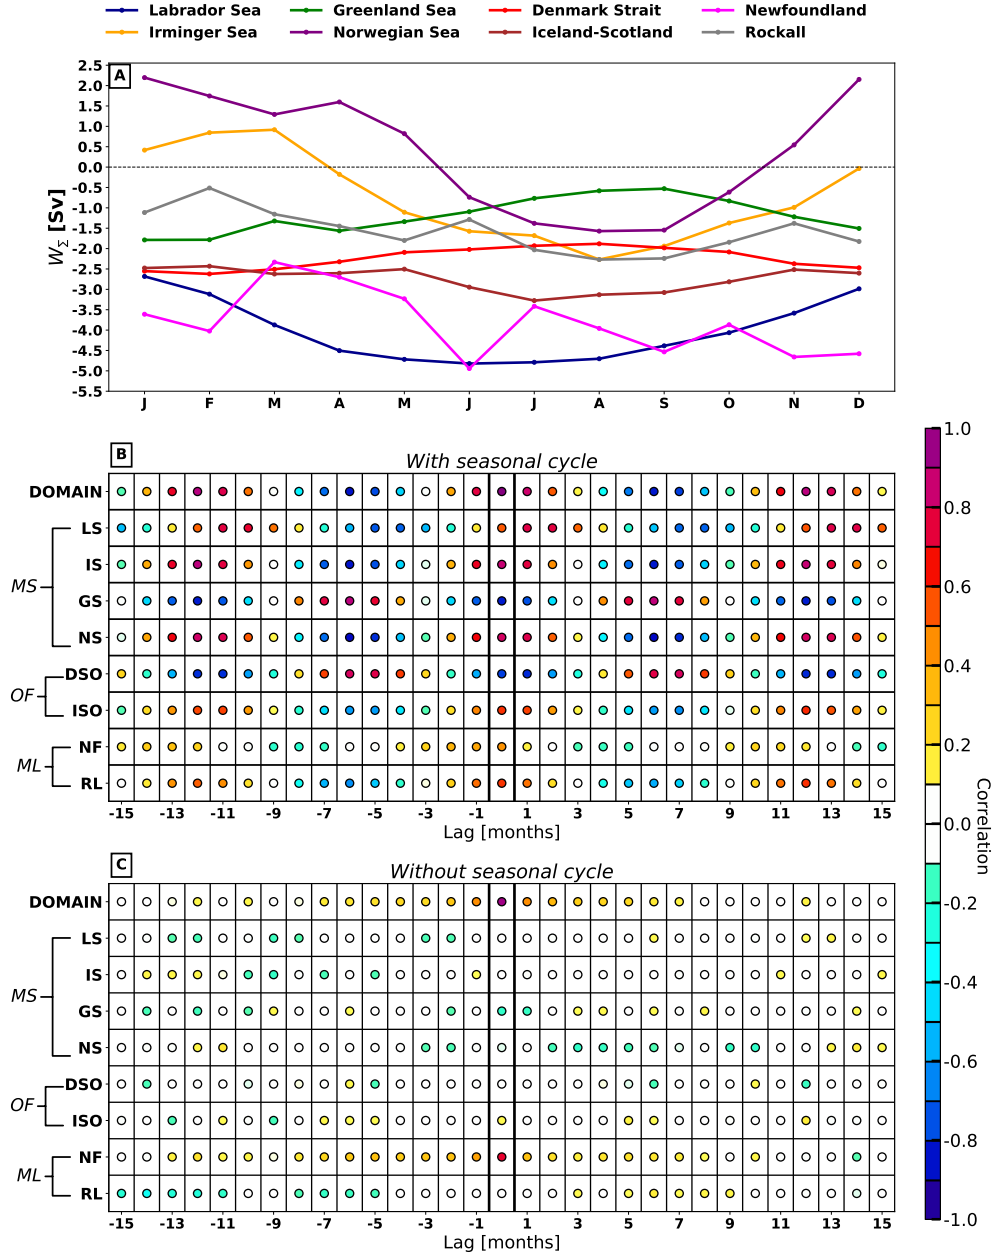 Labrador Sea Greenland Sea Denmark Strait Newfoundland
Irminger Sea Norwegian Sea Iceland-Scotland Rockall
A
2.5
2.0
1.5
1.0
0.5
0.0
-0.5
-1.0
-1.5
-2.0
-2.5
-3.0
-3.5
-4.0
-4.5
-5.0
-5.5
WΣ [Sv]
J F M A M J J A S O N D
B
With seasonal cycle
DOMAIN
LS
IS
GS
NS
DSO
ISO
NF
RL
MS
OF
ML
-15 -13 -11 -9 -7 -5 -3 -1 1 3 5 7 9 11 13 15
Lag [months]
C
Without seasonal cycle
DOMAIN
LS
IS
GS
NS
DSO
ISO
NF
RL
MS
OF
ML
-15 -13 -11 -9 -7 -5 -3 -1 1 3 5 7 9 11 13 15
Lag [months]
1.0
0.8
0.6
0.4
0.2
0.0
-0.2
-0.4
-0.6
-0.8
-1.0
Correlation